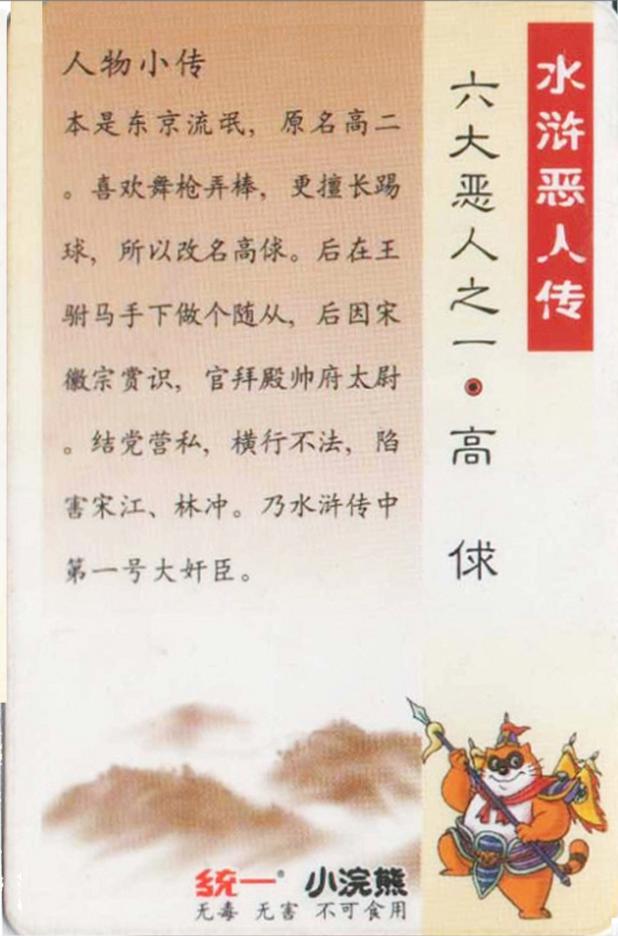 水浒恶人传
六大恶人之一·高俅
人物小传
本是东京流氓，原名高二
。喜欢舞枪弄棒，更擅长踢
球，所以改名高俅。后在王
驸马手下做个随从，后因宋
徽宗赏识，官拜殿帅府太尉
。结党营私，横行不法，陷
害宋江、林冲。乃水浒传中
第一号大奸臣。
统一® 小浣熊
无毒 无害 不可食用